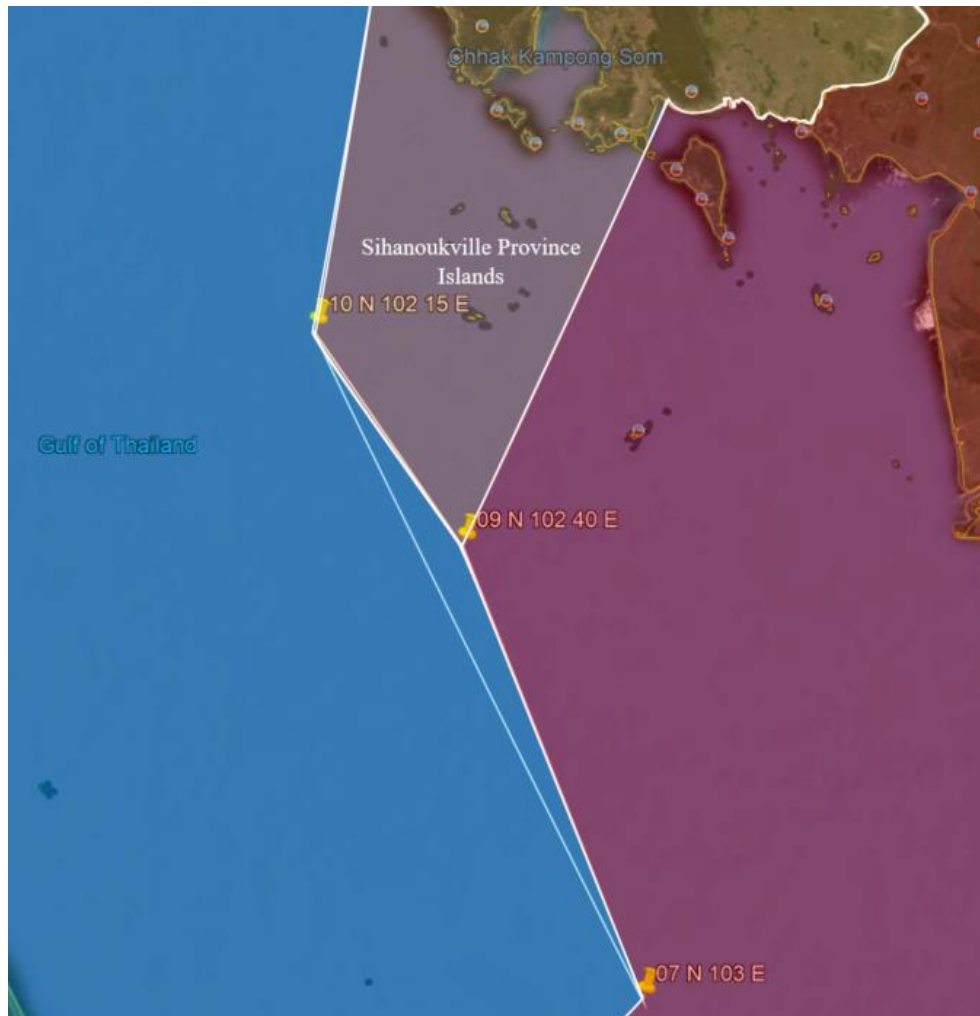 Chhak Kampong Som
Sihanoukville Province
Islands
10 N 102 15 E
Gulf of Thailand
09 N 102 40 E
07 N 103 E